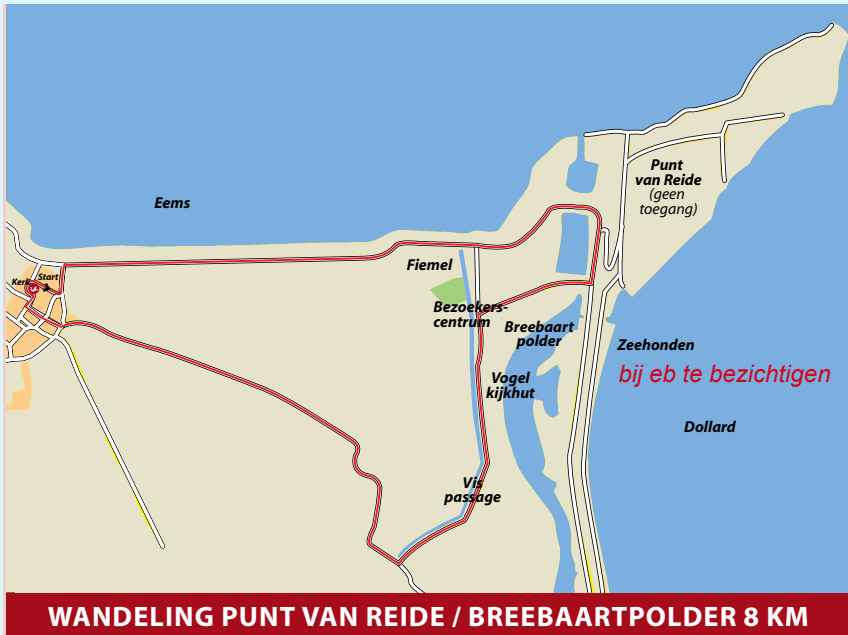 Eems
Punt
van Reide
(geen
toegang)
Fiemel
Kerk
Start
Bezoekers-
centrum
Breebaart
polder
Zeehonden
bij eb te bezichtigen
Vogel
kijkhut
Dollard
Vis
passage
WANDELING PUNT VAN REIDE / BREEBAARTPOLDER 8 KM